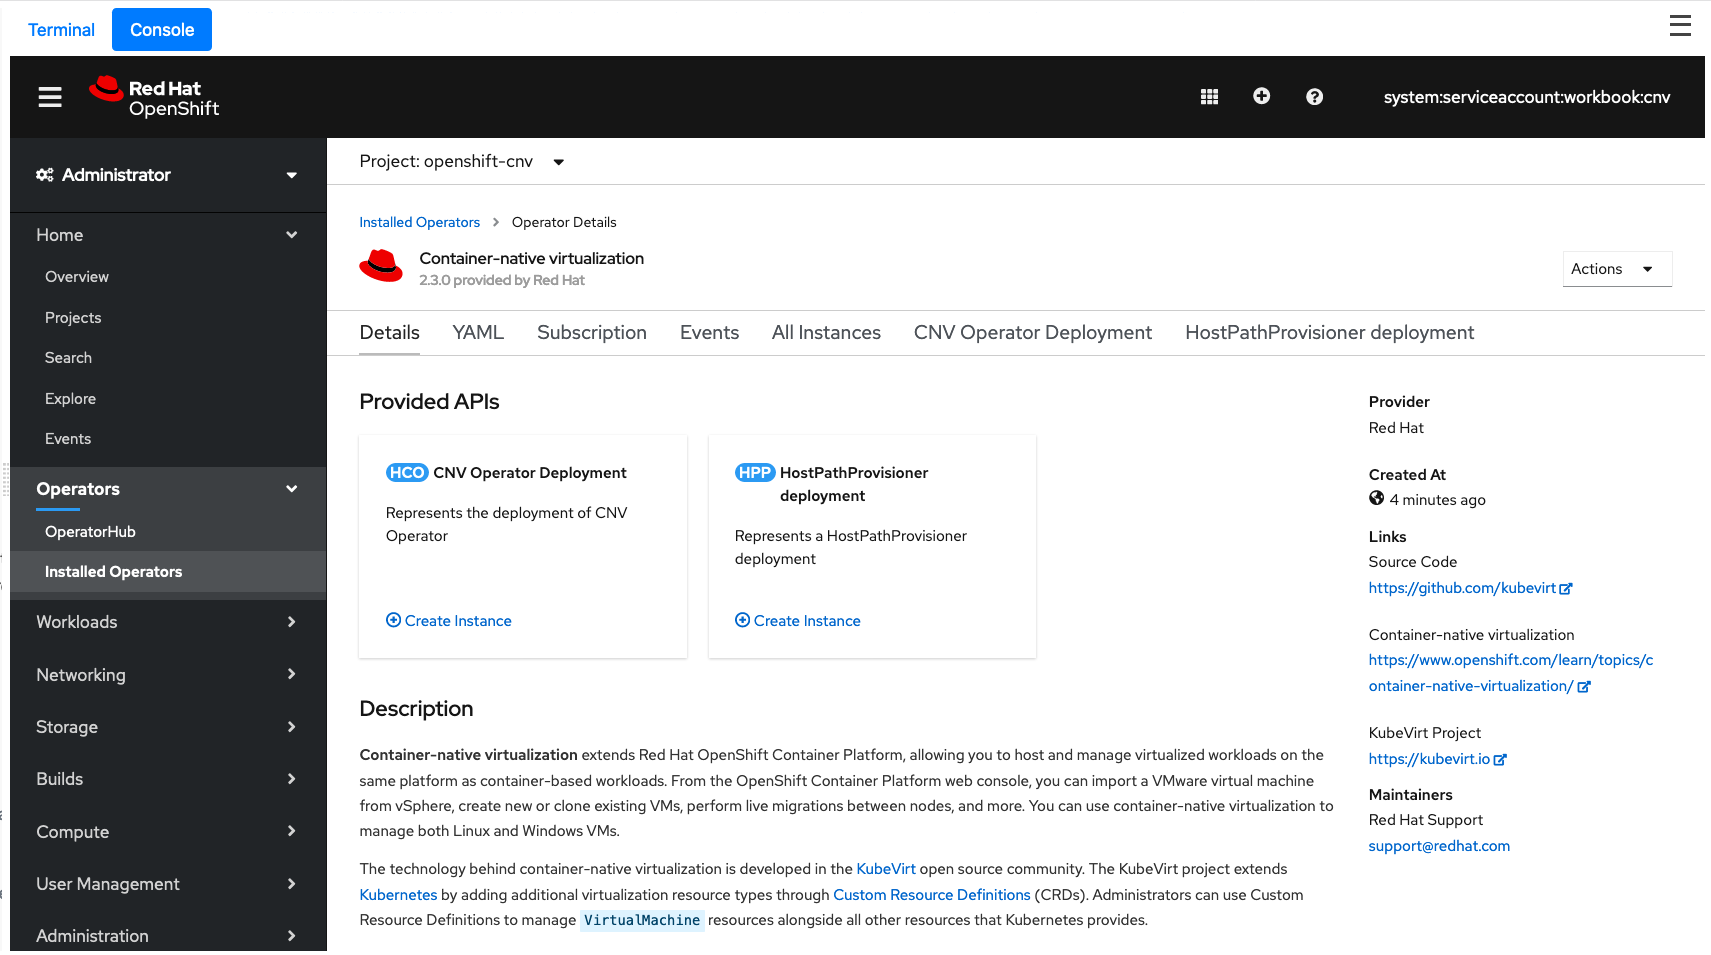 Terminal
Console
Red Hat
OpenShift
system:serviceaccount:workbook:cnv
Administrator
Home
Overview
Projects
Search
Explore
Events
Operators
OperatorHub
Installed Operators
Workloads
Networking
Storage
Builds
Compute
User Management
Administration
Project: openshift-cnv
Installed Operators > Operator Details
Container-native virtualization
2.3.0 provided by Red Hat
Actions
Details YAML Subscription Events All Instances CNV Operator Deployment HostPathProvisioner deployment
Provided APIs
HCO CNV Operator Deployment
Represents the deployment of CNV
Operator
Create Instance
HPP HostPathProvisioner
deployment
Represents a HostPathProvisioner
deployment
Create Instance
Description
Container-native virtualization extends Red Hat OpenShift Container Platform, allowing you to host and manage virtualized workloads on the
same platform as container-based workloads. From the OpenShift Container Platform web console, you can import a VMware virtual machine
from vSphere, create new or clone existing VMs, perform live migrations between nodes, and more. You can use container-native virtualization to
manage both Linux and Windows VMs.
The technology behind container-native virtualization is developed in the KubeVirt open source community. The KubeVirt project extends
Kubernetes by adding additional virtualization resource types through Custom Resource Definitions (CRDs). Administrators can use Custom
Resource Definitions to manage VirtualMachine resources alongside all other resources that Kubernetes provides.
Provider
Red Hat
Created At
4 minutes ago
Links
Source Code
https://github.com/kubevirt
Container-native virtualization
https://www.openshift.com/learn/topics/c
ontainer-native-virtualization/
KubeVirt Project
https://kubevirt.io
Maintainers
Red Hat Support
support@redhat.com